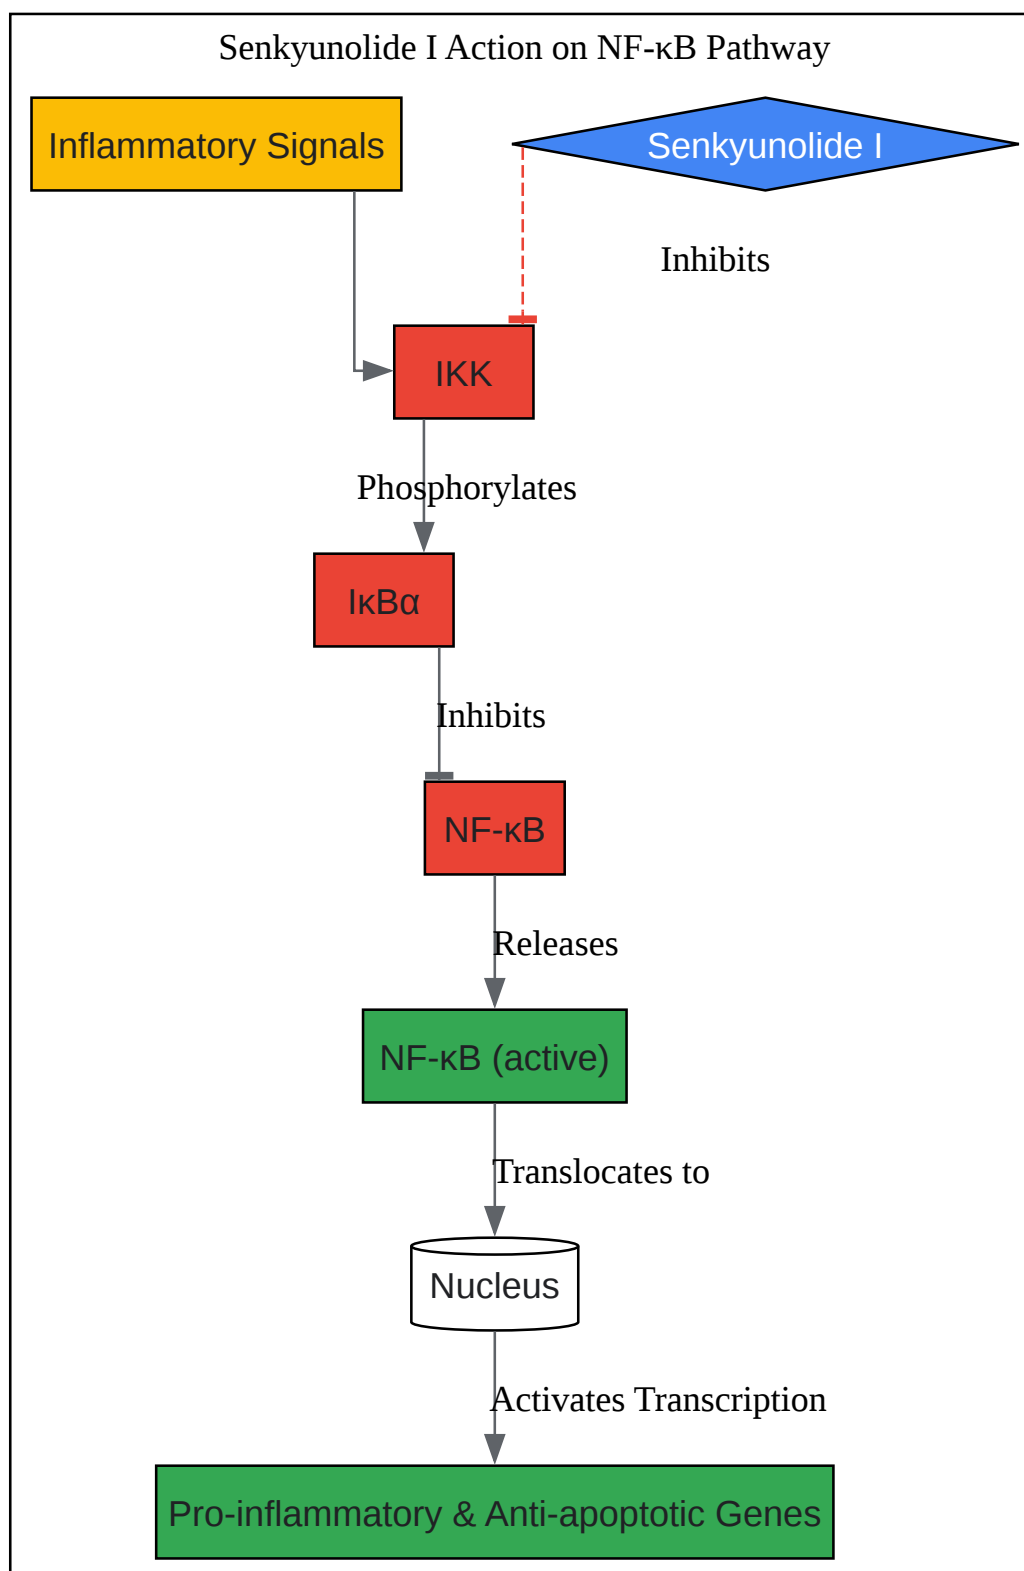 Senkyunolide I Action on NF-κB Pathway
Inflammatory Signals
Senkyunolide I
Inhibits
IKK
Phosphorylates
IκBα
Inhibits
NF-κB
Releases
NF-κB (active)
Translocates to
Nucleus
Activates Transcription
Pro-inflammatory & Anti-apoptotic Genes